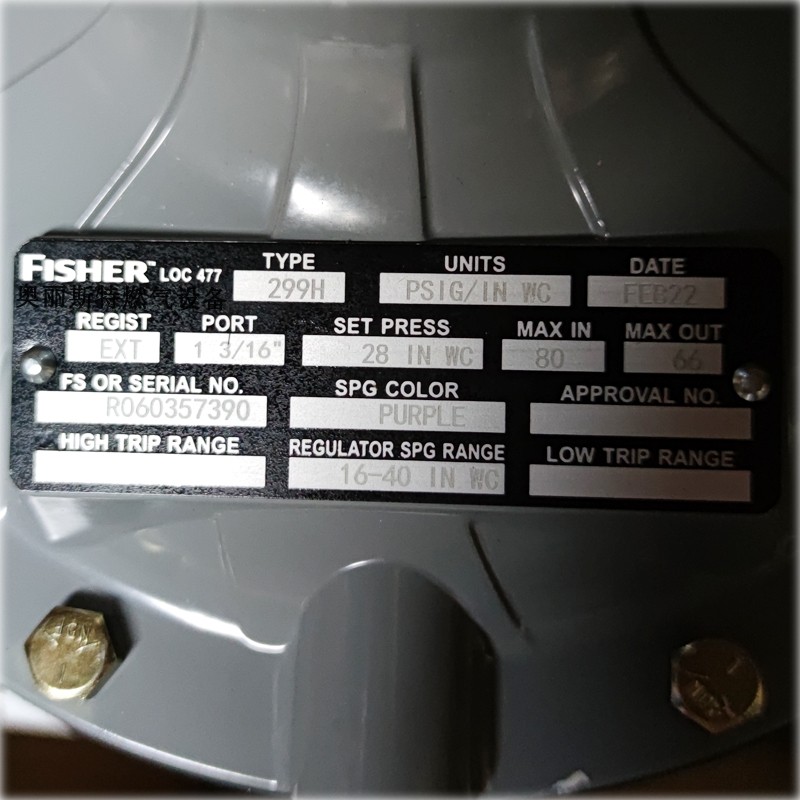 FISHER™ LOC 477
奥丽斯特燃气设备
TYPE
299H
UNITS
PSIG/IN WC
DATE
FEB22
REGIST
EXT
PORT
1 3/16"
SET PRESS
28 IN WC
MAX IN
80
MAX OUT
66
FS OR SERIAL NO.
R060357390
SPG COLOR
PURPLE
APPROVAL NO.
HIGH TRIP RANGE
REGULATOR SPG RANGE
16-40 IN WC
LOW TRIP RANGE